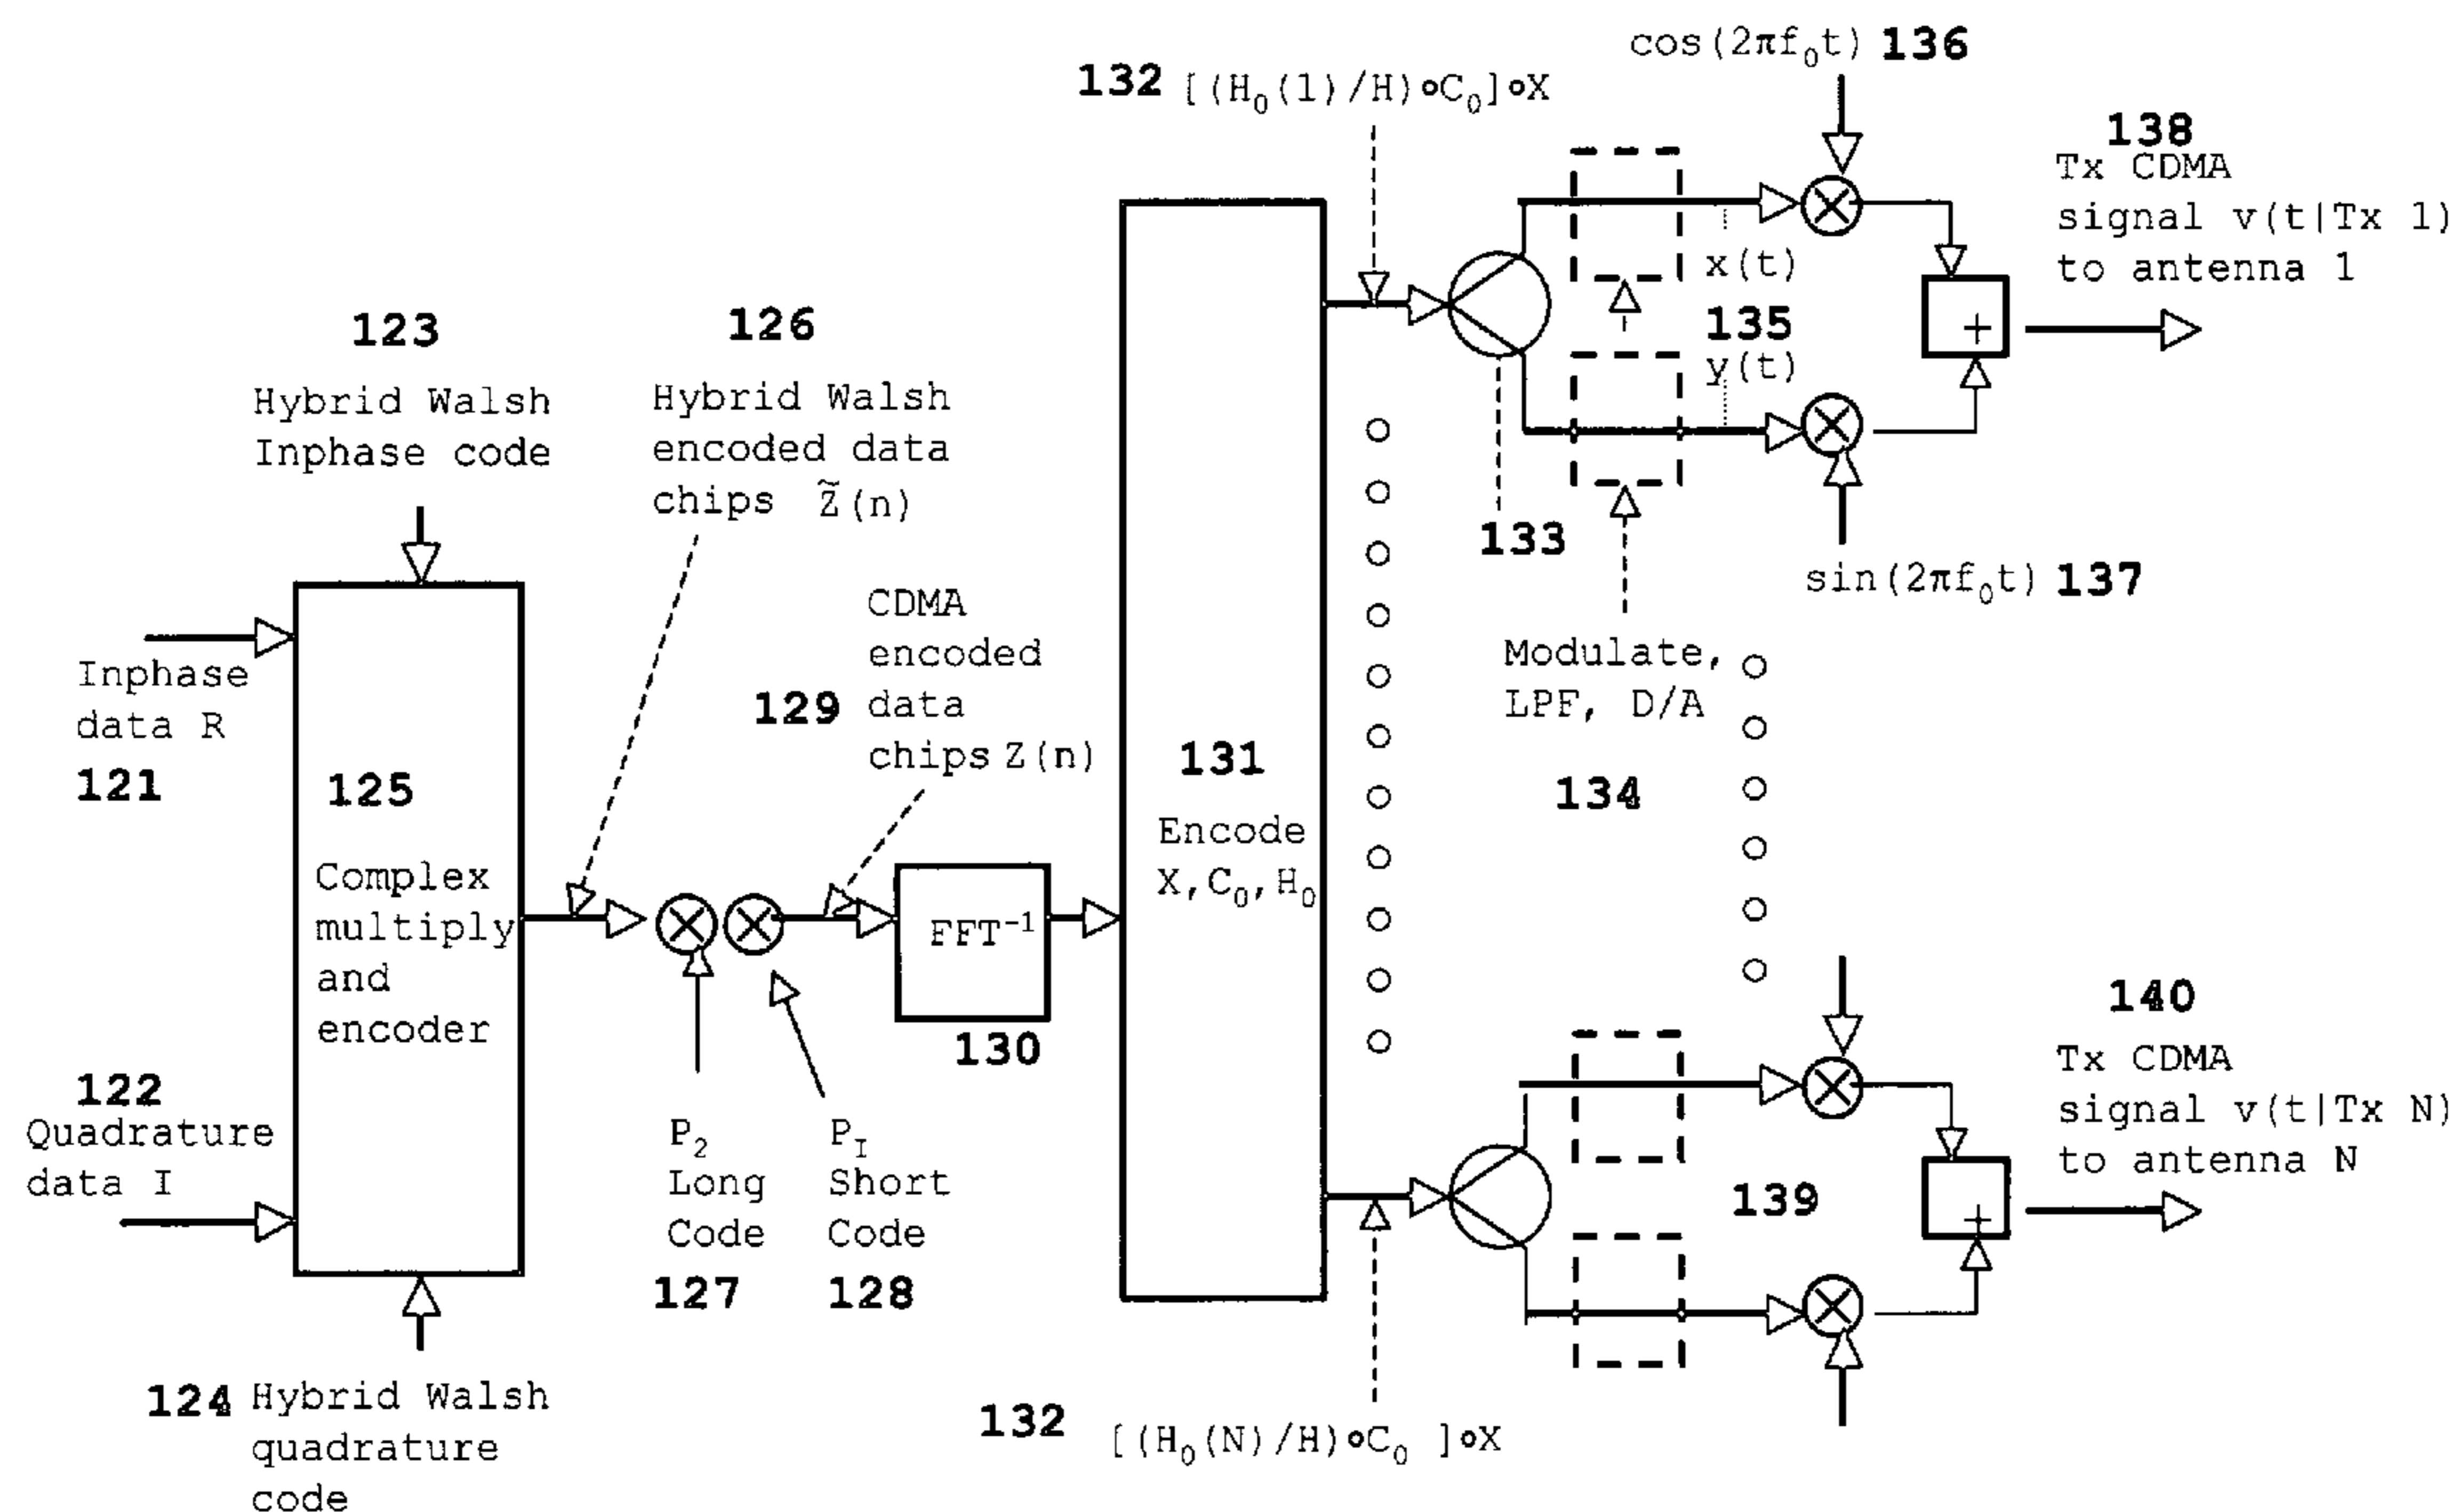 cos(2πf₀t) 136
132 [(H₀(1)/H)∘C₀]∘X
138
Tx CDMA
signal v(t|Tx 1)
to antenna 1
x(t)
135
y(t)
133
sin(2πf₀t) 137
Modulate,
LPF, D/A
134
123
Hybrid Walsh
Inphase code
126
Hybrid Walsh
encoded data
chips Z̃(n)
CDMA
encoded
129 data
chips Z(n)
Inphase
data R
121
125
Complex
multiply
and
encoder
131
Encode
X,C₀,H₀
FFT⁻¹
130
122
Quadrature
data I
P₂
Long
Code
127
P_I
Short
Code
128
140
Tx CDMA
signal v(t|Tx N)
to antenna N
139
+
+
124 Hybrid Walsh
quadrature
code
132 [(H₀(N)/H)∘C₀ ]∘X